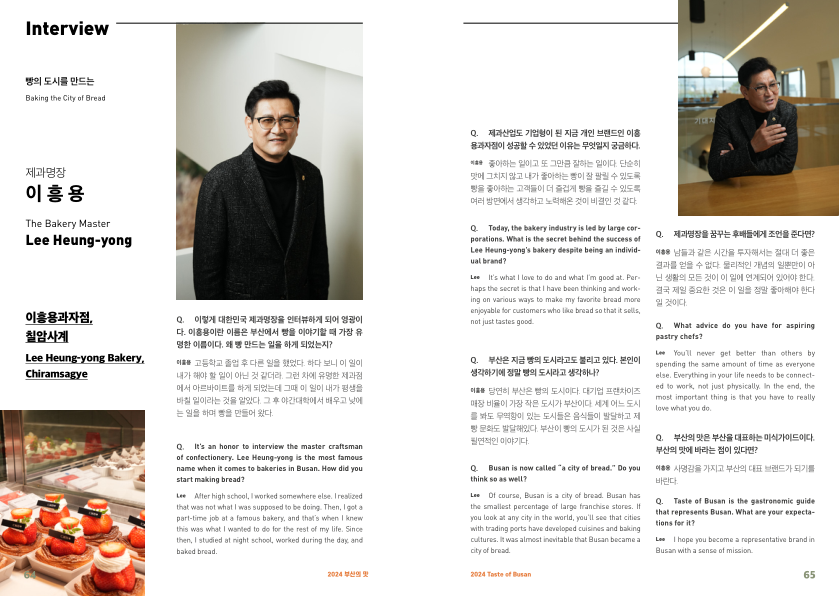 Interview
빵의 도시를 만드는
Baking the City of Bread
제과명장
이 흥 용
The Bakery Master
Lee Heung-yong
이흥용과자점,
칠암사계
Lee Heung-yong Bakery,
Chiramsagye
Q. 이렇게 대한민국 제과명장을 인터뷰하게 되어 영광이
다. 이흥용이란 이름은 부산에서 빵을 이야기할 때 가장 유
명한 이름이다. 왜 빵 만드는 일을 하게 되었는지?
이흥용 고등학교 졸업 후 다른 일을 했었다. 하다 보니 이 일이
내가 해야 할 일이 아닌 것 같더라. 그런 차에 유명한 제과점
에서 아르바이트를 하게 되었는데 그때 이 일이 내가 평생을
바칠 일이라는 것을 알았다. 그 후 야간대학에서 배우고 낮에
는 일을 하며 빵을 만들어 왔다.
Q. It's an honor to interview the master craftsman
of confectionery. Lee Heung-yong is the most famous
name when it comes to bakeries in Busan. How did you
start making bread?
Lee After high school, I worked somewhere else. I realized
that was not what I was supposed to be doing. Then, I got a
part-time job at a famous bakery, and that's when I knew
this was what I wanted to do for the rest of my life. Since
then, I studied at night school, worked during the day, and
baked bread.
64
2024 부산의 맛
Q. 제과산업도 기업형이 된 지금 개인 브랜드인 이흥
용과자점이 성공할 수 있었던 이유는 무엇일지 궁금하다.
이흥용 좋아하는 일이고 또 그만큼 잘하는 일이다. 단순히
맛에 그치지 않고 내가 좋아하는 빵이 잘 팔릴 수 있도록
빵을 좋아하는 고객들이 더 즐겁게 빵을 즐길 수 있도록
여러 방면에서 생각하고 노력해온 것이 비결인 것 같다.
Q. Today, the bakery industry is led by large cor-
porations. What is the secret behind the success of
Lee Heung-yong's bakery despite being an individ-
ual brand?
Lee It's what I love to do and what I'm good at. Per-
haps the secret is that I have been thinking and work-
ing on various ways to make my favorite bread more
enjoyable for customers who like bread so that it sells,
not just tastes good.
Q. 부산은 지금 빵의 도시라고도 불리고 있다. 본인이
생각하기에 정말 빵의 도시라고 생각하나?
이흥용 당연히 부산은 빵의 도시이다. 대기업 프랜차이즈
매장 비율이 가장 작은 도시가 부산이다. 세계 어느 도시
를 봐도 무역항이 있는 도시들은 음식들이 발달하고 제
빵 문화도 발달해있다. 부산이 빵의 도시가 된 것은 사실
필연적인 이야기다.
Q. Busan is now called "a city of bread." Do you
think so as well?
Lee Of course, Busan is a city of bread. Busan has
the smallest percentage of large franchise stores. If
you look at any city in the world, you'll see that cities
with trading ports have developed cuisines and baking
cultures. It was almost inevitable that Busan became a
city of bread.
Q. 제과명장을 꿈꾸는 후배들에게 조언을 준다면?
이흥용 남들과 같은 시간을 투자해서는 절대 더 좋은
결과를 얻을 수 없다. 물리적인 개념의 일뿐만이 아
닌 생활의 모든 것이 이 일에 연계되어 있어야 한다.
결국 제일 중요한 것은 이 일을 정말 좋아해야 한다
일 것이다.
Q. What advice do you have for aspiring
pastry chefs?
Lee You'll never get better than others by
spending the same amount of time as everyone
else. Everything in your life needs to be connect-
ed to work, not just physically. In the end, the
most important thing is that you have to really
love what you do.
Q. 부산의 맛은 부산을 대표하는 미식가이드이다.
부산의 맛에 바라는 점이 있다면?
이흥용 사명감을 가지고 부산의 대표 브랜드가 되기를
바란다.
Q. Taste of Busan is the gastronomic guide
that represents Busan. What are your expecta-
tions for it?
Lee I hope you become a representative brand in
Busan with a sense of mission.
2024 Taste of Busan
65